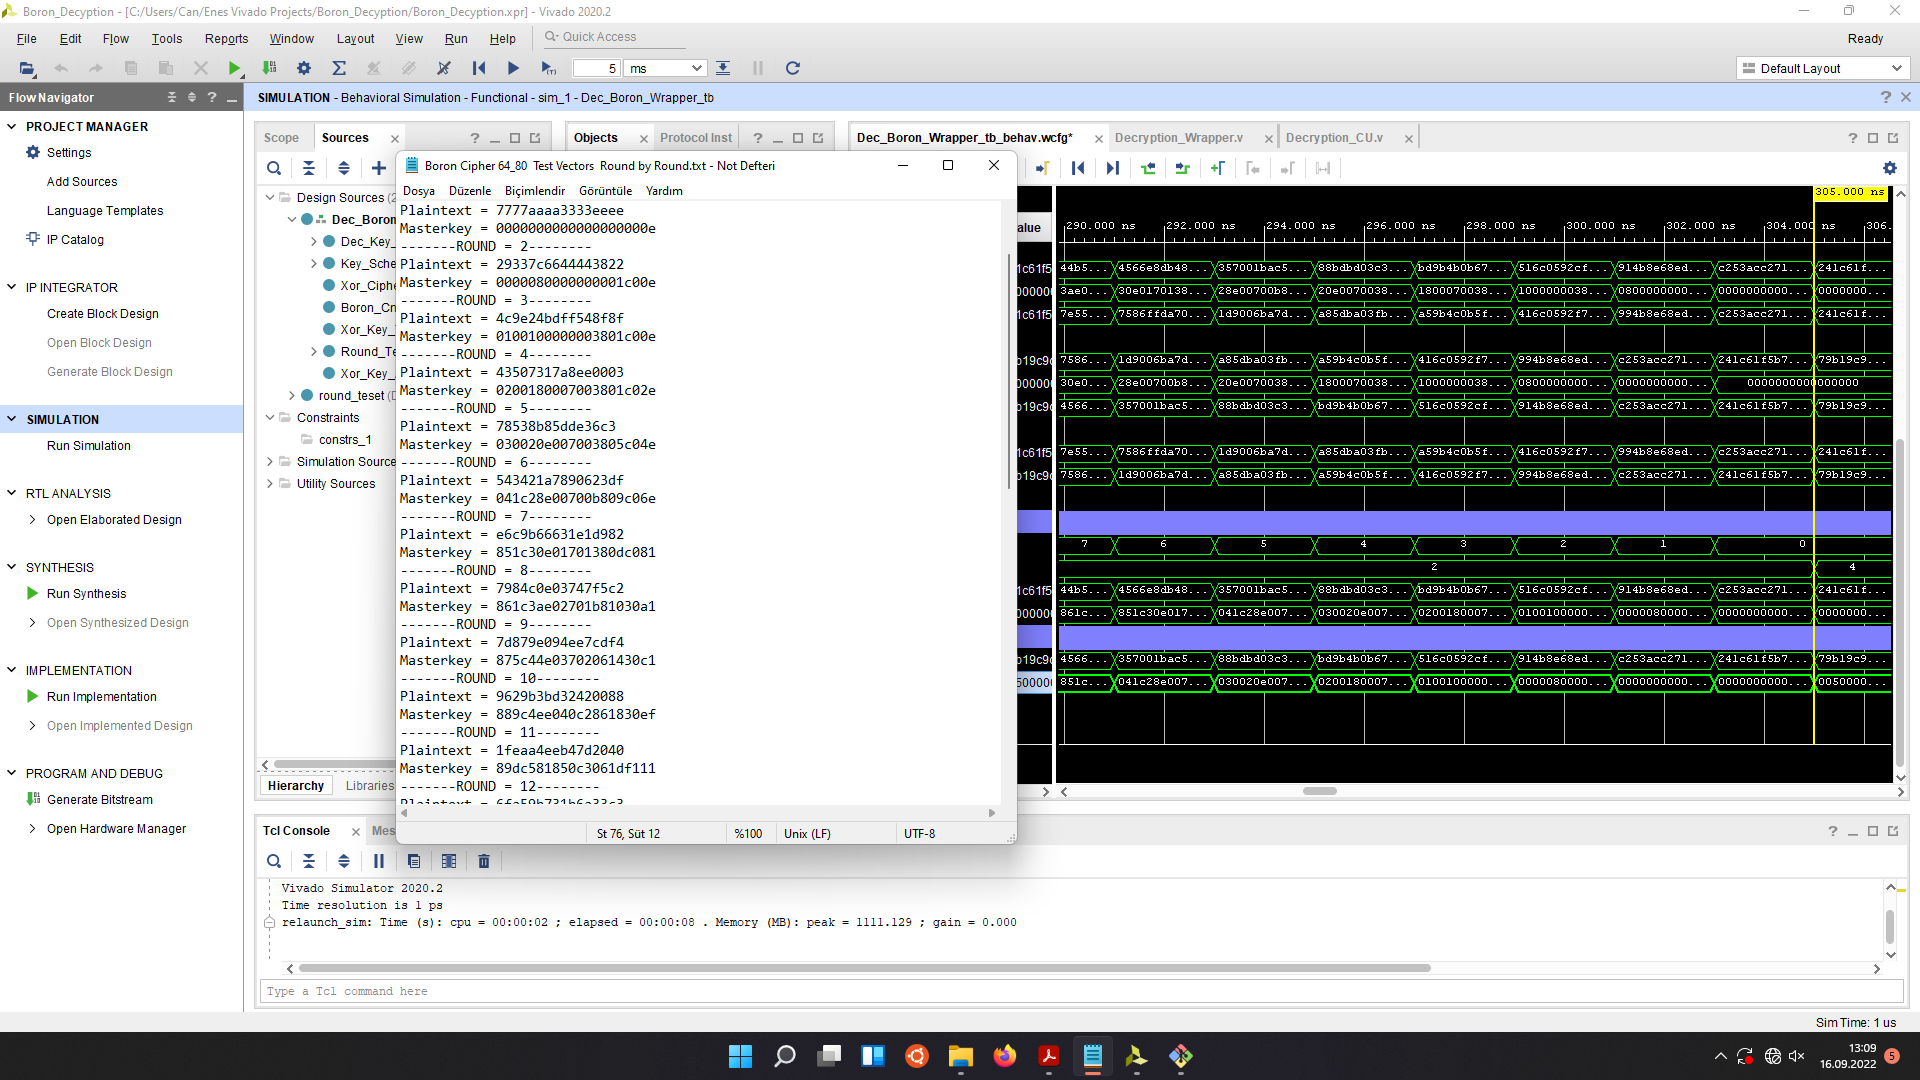 Boron_Decyption - [C:/Users/Can/Enes Vivado Projects/Boron_Decyption/Boron_Decyption.xpr] - Vivado 2020.2
File Edit Flow Tools Reports Window Layout View Run Help Quick Access Ready
5 ms Default Layout
Flow Navigator
SIMULATION - Behavioral Simulation - Functional - sim_1 - Dec_Boron_Wrapper_tb
PROJECT MANAGER
Settings
Add Sources
Language Templates
IP Catalog
IP INTEGRATOR
Create Block Design
Open Block Design
Generate Block Design
SIMULATION
Run Simulation
RTL ANALYSIS
Open Elaborated Design
SYNTHESIS
Run Synthesis
Open Synthesized Design
IMPLEMENTATION
Run Implementation
Open Implemented Design
PROGRAM AND DEBUG
Generate Bitstream
Open Hardware Manager
Scope Sources
Objects Protocol Inst
Dec_Boron_Wrapper_tb_behav.wcfg* Decryption_Wrapper.v Decryption_CU.v
Design Sources (2
Dec_Boron
Dec_Key_
Key_Sche
Xor_Ciphe
Boron_Cn
Xor_Key_
Round_Te
Xor_Key_
round_teset (D
Constraints
constrs_1
Simulation Source
Utility Sources
Hierarchy Libraries
Boron Cipher 64_80 Test Vectors Round by Round.txt - Not Defteri
Dosya Düzenle Biçimlendir Görüntüle Yardım
Plaintext = 7777aaaa3333eeee
Masterkey = 0000000000000000000e
-------ROUND = 2--------
Plaintext = 29337c6644443822
Masterkey = 0000080000000001c00e
-------ROUND = 3--------
Plaintext = 4c9e24bdff548f8f
Masterkey = 0100100000003801c00e
-------ROUND = 4--------
Plaintext = 43507317a8ee0003
Masterkey = 0200180007003801c02e
-------ROUND = 5--------
Plaintext = 78538b85dde36c3
Masterkey = 030020e007003805c04e
-------ROUND = 6--------
Plaintext = 543421a7890623df
Masterkey = 041c28e00700b809c06e
-------ROUND = 7--------
Plaintext = e6c9b66631e1d982
Masterkey = 851c30e01701380dc081
-------ROUND = 8--------
Plaintext = 7984c0e03747f5c2
Masterkey = 861c3ae02701b81030a1
-------ROUND = 9--------
Plaintext = 7d879e094ee7cdf4
Masterkey = 875c44e03702061430c1
-------ROUND = 10--------
Plaintext = 9629b3bd32420088
Masterkey = 889c4ee040c2861830ef
-------ROUND = 11--------
Plaintext = 1feaa4eeb47d2040
Masterkey = 89dc581850c3061df111
-------ROUND = 12--------
St 76, Süt 12 %100 Unix (LF) UTF-8
305.000 ns
alue 290.000 ns 292.000 ns 294.000 ns 296.000 ns 298.000 ns 300.000 ns 302.000 ns 304.000 ns 306.
1c61f5 44b5... 4566e8db48... 357001bac5... 88bdbd03c3... bd9b4b0b67... 516c0592cf... 914b8e68ed... c253acc271... 241c61f...
000000 3ae0... 30e0170138... 28e00700b8... 20e0070038... 1800070038... 1000000038... 0800000000... 0000000000... 0000000...
1c61f5 7e55... 7586ffda70... 1d9006ba7d... a85dba03fb... a59b4c0b5f... 416c0592f7... 994b8e68ed... c253acc271... 241c61f...
b19c9c 7586... 1d9006ba7d... a85dba03fb... a59b4c0b5f... 416c0592f7... 994b8e68ed... c253acc271... 241c61f5b7... 79b19c9...
000000 30e0... 28e00700b8... 20e0070038... 1800070038... 1000000038... 0800000000... 0000000000... 0000000000000000
b19c9c 4566... 357001bac5... 88bdbd03c3... bd9b4b0b67... 516c0592cf... 914b8e68ed... c253acc271... 241c61f5b7... 79b19c9...
1c61f5 7e55... 7586ffda70... 1d9006ba7d... a85dba03fb... a59b4c0b5f... 416c0592f7... 994b8e68ed... c253acc271... 241c61f...
b19c9c 7586... 1d9006ba7d... a85dba03fb... a59b4c0b5f... 416c0592f7... 994b8e68ed... c253acc271... 241c61f5b7... 79b19c9...
7 6 5 4 3 2 1 0
2 4
1c61f5 44b5... 4566e8db48... 357001bac5... 88bdbd03c3... bd9b4b0b67... 516c0592cf... 914b8e68ed... c253acc271... 241c61f...
000000 861c... 851c30e017... 041c28e007... 030020e007... 0200180007... 0100100000... 0000080000... 0000000000... 0000000...
b19c9c 4566... 357001bac5... 88bdbd03c3... bd9b4b0b67... 516c0592cf... 914b8e68ed... c253acc271... 241c61f5b7... 79b19c9...
500000 851c... 041c28e007... 030020e007... 0200180007... 0100100000... 0000080000... 0000000000... 0000000000... 0050000...
Tcl Console Mes
Vivado Simulator 2020.2
Time resolution is 1 ps
relaunch_sim: Time (s): cpu = 00:00:02 ; elapsed = 00:00:08 . Memory (MB): peak = 1111.129 ; gain = 0.000
Type a Tcl command here
Sim Time: 1 us
13:09
16.09.2022
5